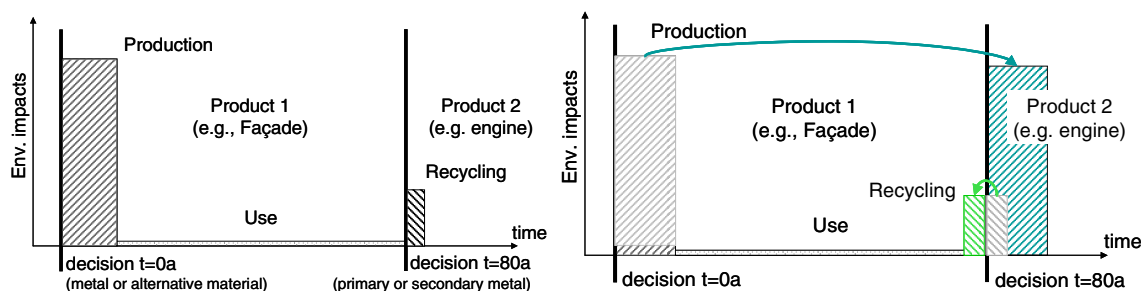 Env. impacts
Production
Product 1
(e.g., Façade)
Product 2
(e.g. engine)
Recycling
Use
time
decision t=0a
(metal or alternative material)
decision t=80a
(primary or secondary metal)
Env. impacts
Production
Product 1
(e.g., Façade)
Product 2
(e.g. engine)
Recycling
Use
time
decision t=0a
decision t=80a